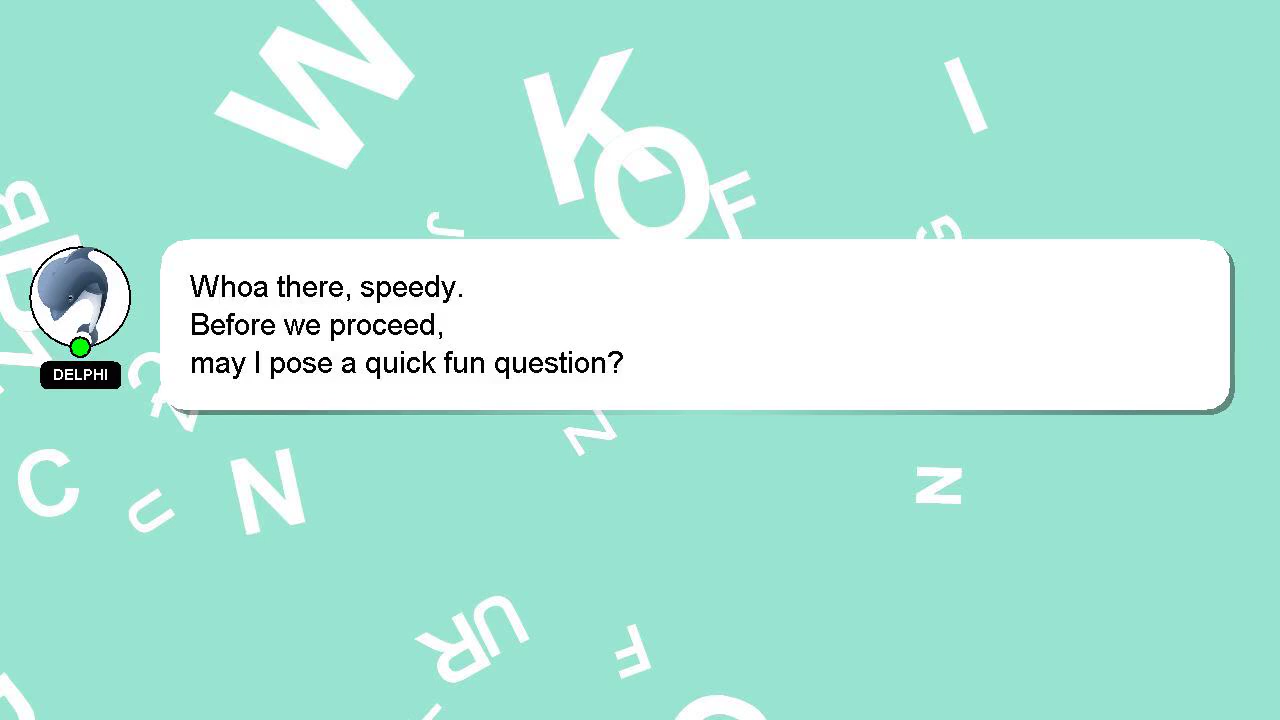 Whoa there, speedy.
Before we proceed,
may I pose a quick fun question?
DELPHI
W
K
O
I
F
J
G
B
D
C
N
U
Z
N
Z
C
U
R
F